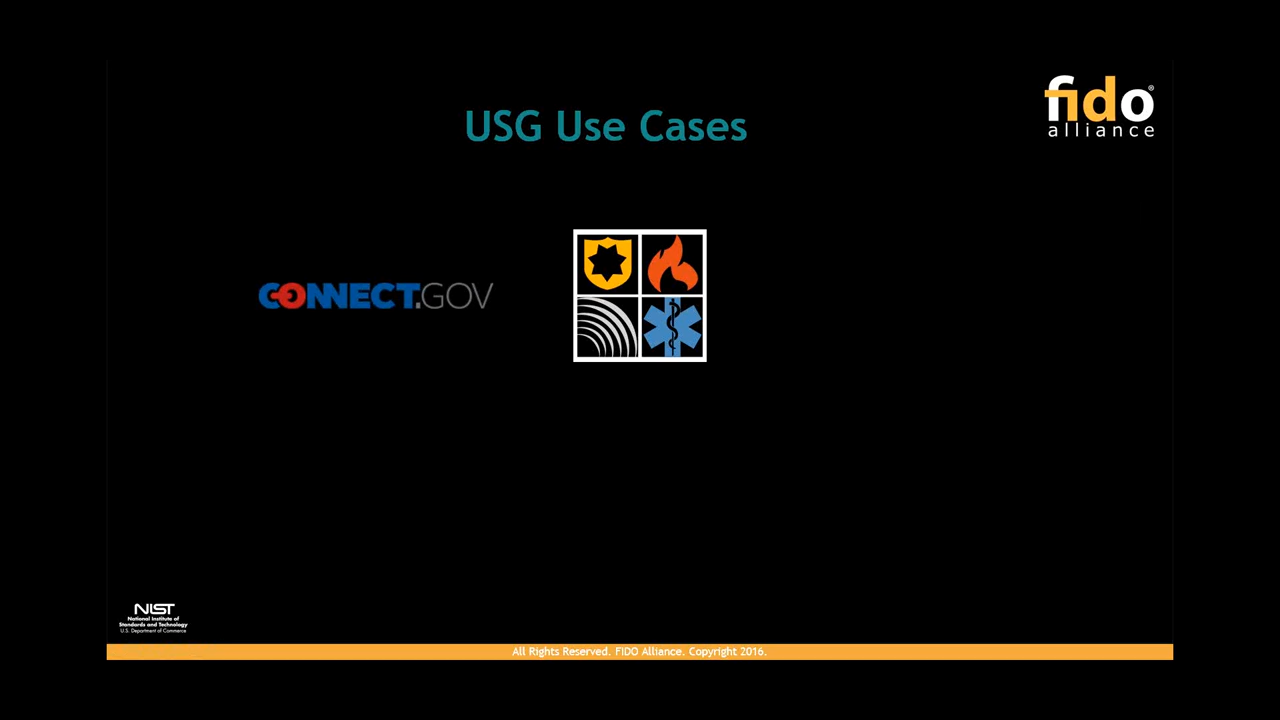 fido®
alliance
USG Use Cases
CONNECT.GOV
NIST
National Institute of
Standards and Technology
U.S. Department of Commerce
All Rights Reserved. FIDO Alliance. Copyright 2016.